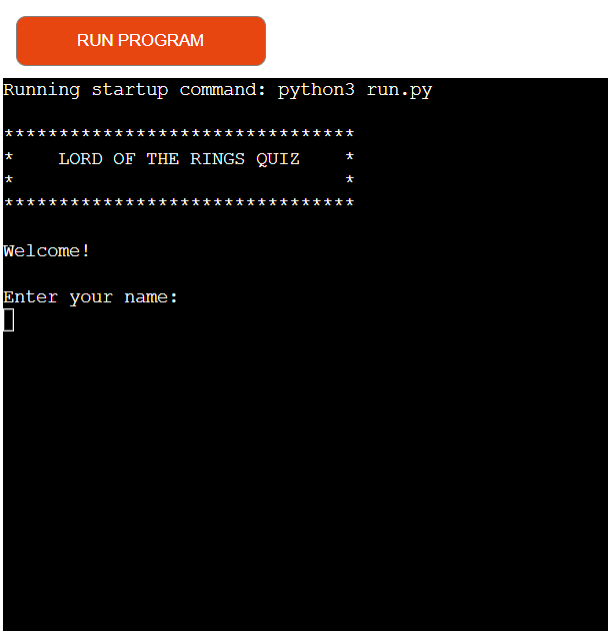 RUN PROGRAM
Running startup command: python3 run.py
********************************
*    LORD OF THE RINGS QUIZ    *
*                              *
********************************
Welcome!
Enter your name: